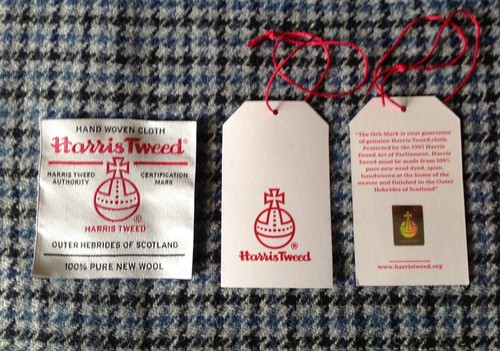 HAND WOVEN CLOTH
Harris Tweed®
HARRIS TWEED
AUTHORITY
CERTIFICATION
MARK
®
HARRIS TWEED
OUTER HEBRIDES OF SCOTLAND
100% PURE NEW WOOL
®
Harris Tweed
"The Orb Mark is your guarantee
of genuine Harris Tweed cloth.
Protected by the 1993 Harris
Tweed Act of Parliament, Harris
Tweed must be made from 100%
pure new wool dyed, spun,
handwoven at the home of the
weaver and finished in the Outer
Hebrides of Scotland"
www.harristweed.org